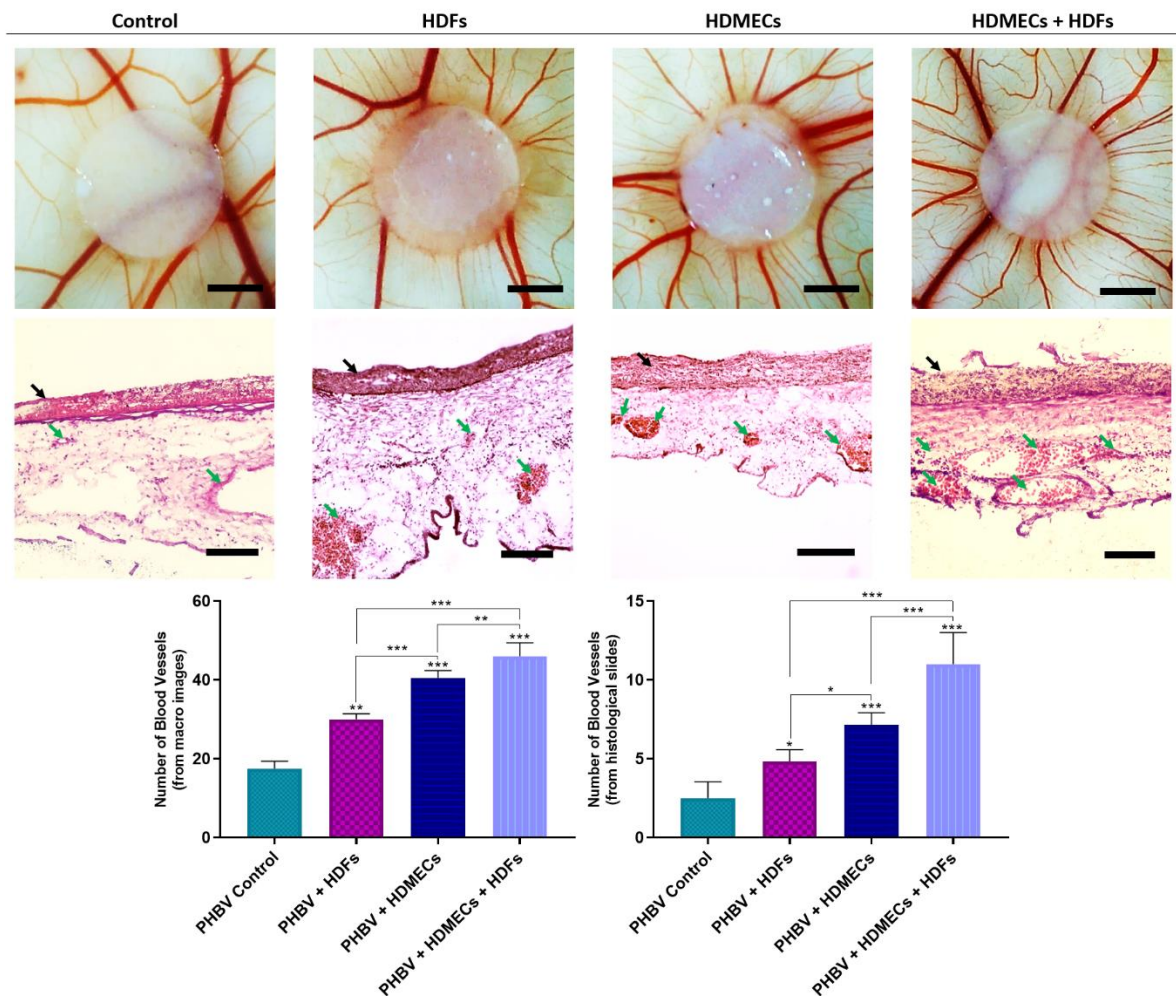 Control
HDFs
HDMECs
HDMECs + HDFs
Number of Blood Vessels
(from macro images)
60
40
20
0
**
***
***
***
**
***
PHBV Control
PHBV + HDFs
PHBV + HDMECs
PHBV + HDMECs + HDFs
Number of Blood Vessels
(from histological slides)
15
10
5
0
*
***
***
*
***
***
PHBV Control
PHBV + HDFs
PHBV + HDMECs
PHBV + HDMECs + HDFs